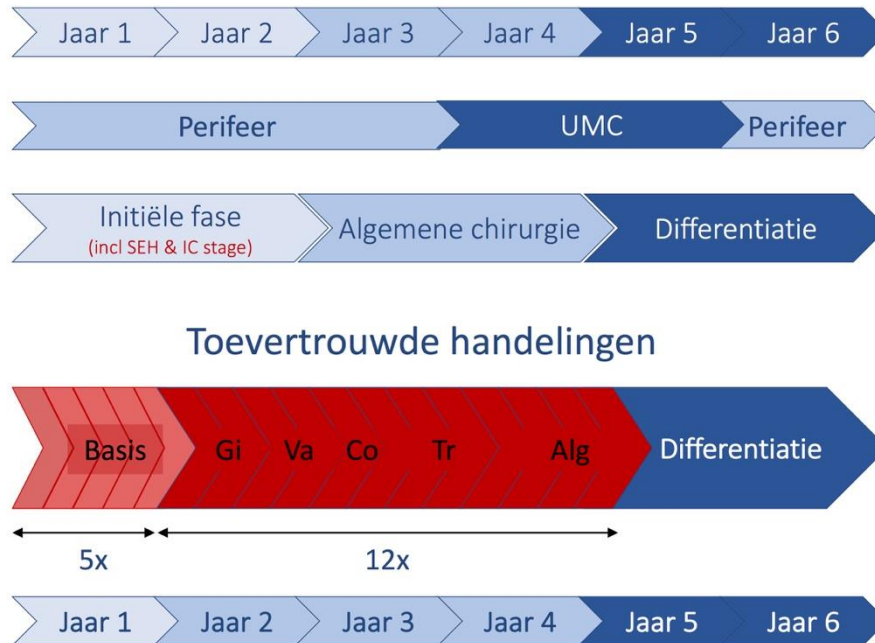 Jaar 1 Jaar 2 Jaar 3 Jaar 4 Jaar 5 Jaar 6
Perifeer UMC Perifeer
Initiële fase Algemene chirurgie Differentiatie
(incl SEH & IC stage)
Toevertrouwde handelingen
Basis Gi Va Co Tr Alg Differentiatie
5x 12x
Jaar 1 Jaar 2 Jaar 3 Jaar 4 Jaar 5 Jaar 6